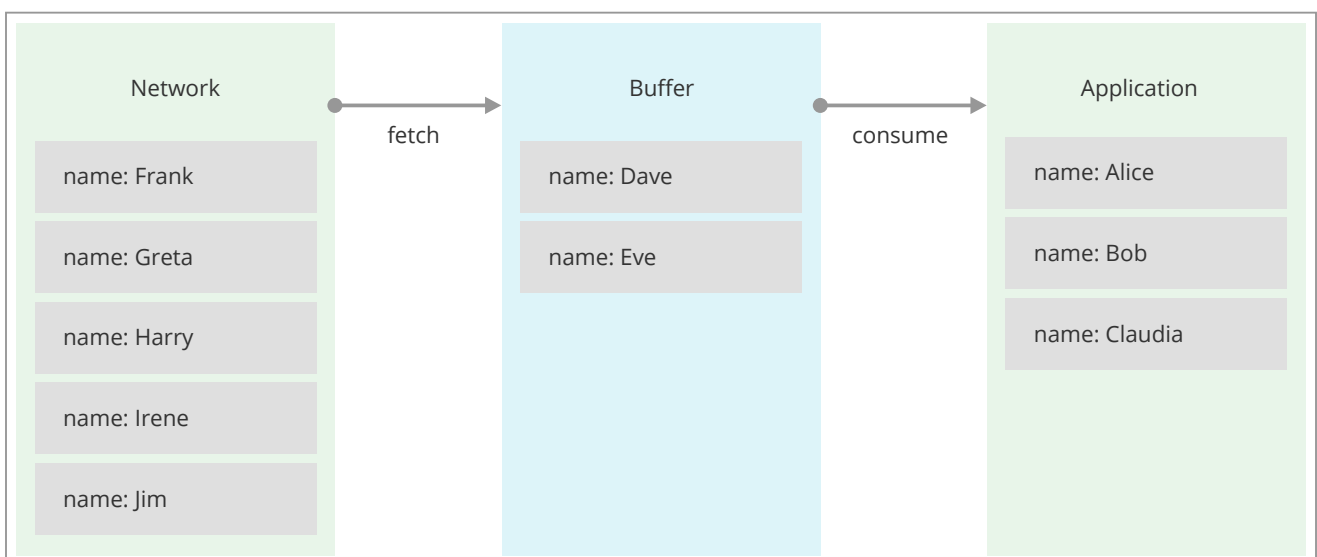 Network
fetch
Buffer
consume
Application
name: Frank
name: Greta
name: Harry
name: Irene
name: Jim
name: Dave
name: Eve
name: Alice
name: Bob
name: Claudia